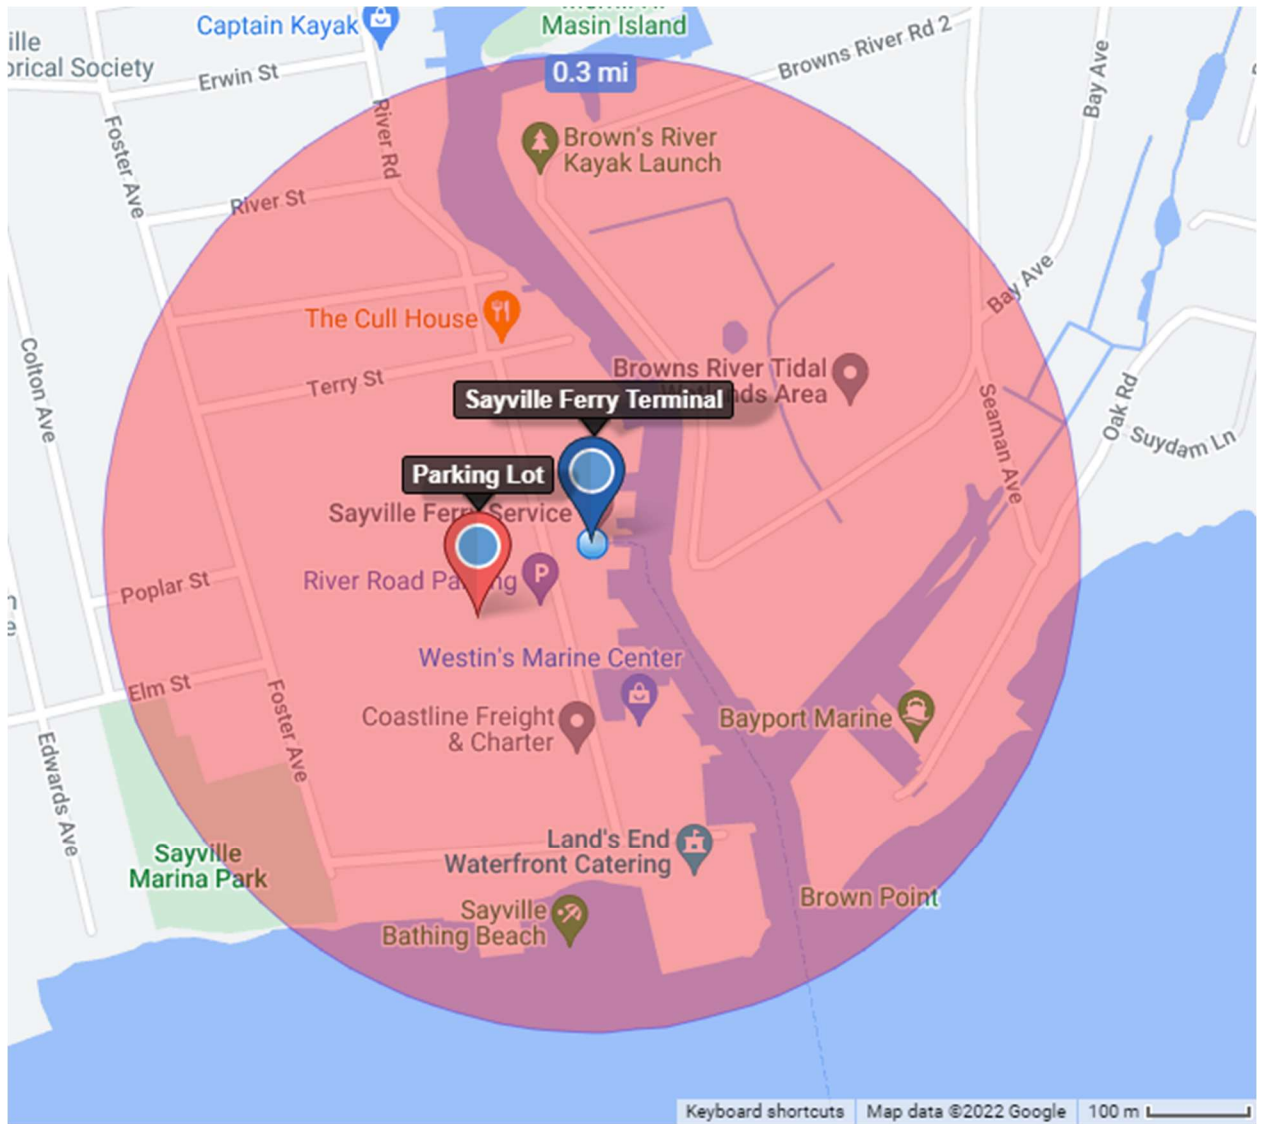 Captain Kayak
Masin Island
ille
orical Society
Erwin St
0.3 mi
Browns River Rd 2
Bay Ave
Foster Ave
River Rd
Brown's River
Kayak Launch
River St
Bay Ave
The Cull House
Colton Ave
Terry St
Browns River Tidal
Area
Sayville Ferry Terminal
Seaman Ave
Oak Rd
Suydam Ln
Parking Lot
Sayville Ferry Service
Poplar St
River Road Parking
Westin's Marine Center
Elm St
Foster Ave
Coastline Freight
& Charter
Bayport Marine
Edwards Ave
Sayville
Marina Park
Land's End
Waterfront Catering
Brown Point
Sayville
Bathing Beach
Keyboard shortcuts
Map data ©2022 Google
100 m